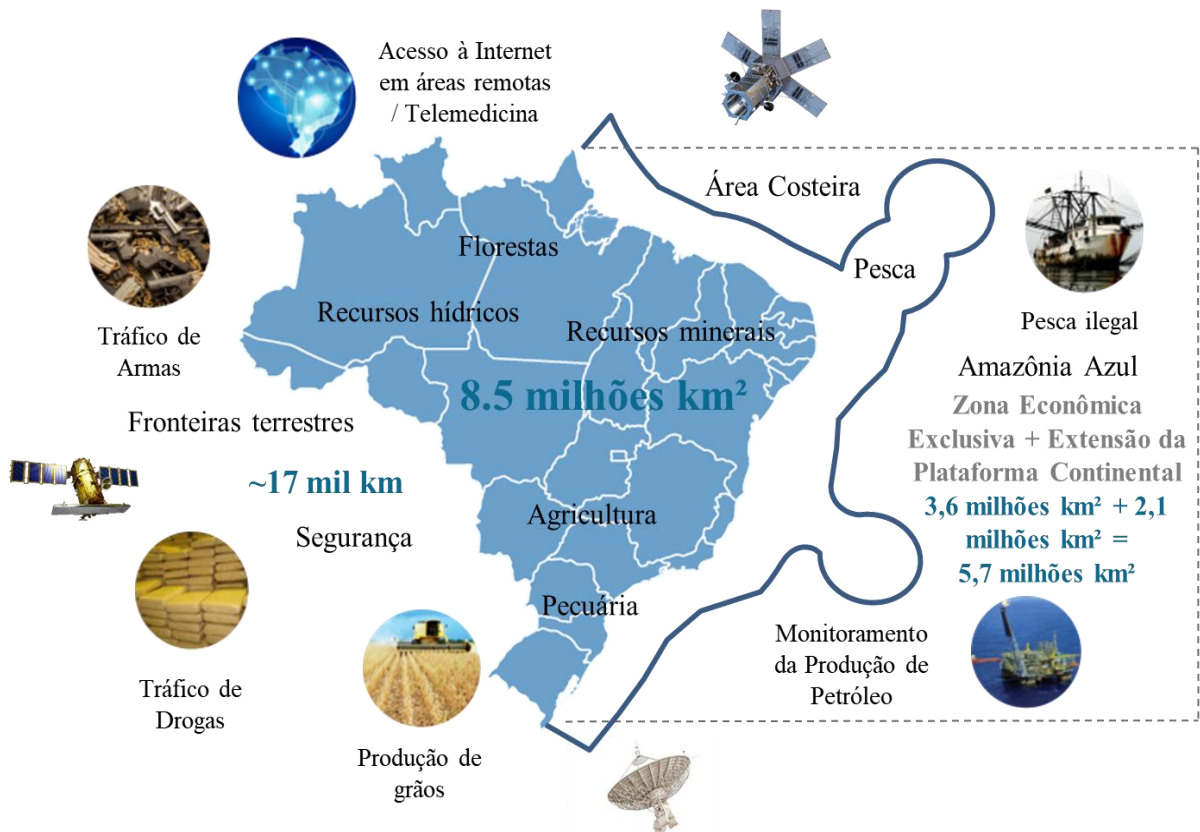 Acesso à Internet
em áreas remotas
/ Telemedicina
Área Costeira
Florestas
Pesca
Recursos hídricos
Recursos minerais
Tráfico de
Armas
Pesca ilegal
Amazônia Azul
8.5 milhões km²
Fronteiras terrestres
Zona Econômica
Exclusiva + Extensão da
Plataforma Continental
~17 mil km
3,6 milhões km² + 2,1
milhões km² =
5,7 milhões km²
Agricultura
Segurança
Pecuária
Monitoramento
da Produção de
Petróleo
Tráfico de
Drogas
Produção de
grãos